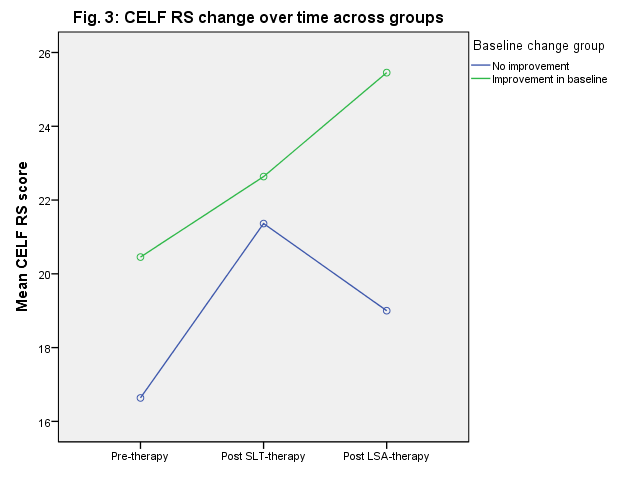 Fig. 3: CELF RS change over time across groups
Baseline change group
No improvement
Improvement in baseline
Mean CELF RS score
26
24
22
20
18
16
Pre-therapy
Post SLT-therapy
Post LSA-therapy